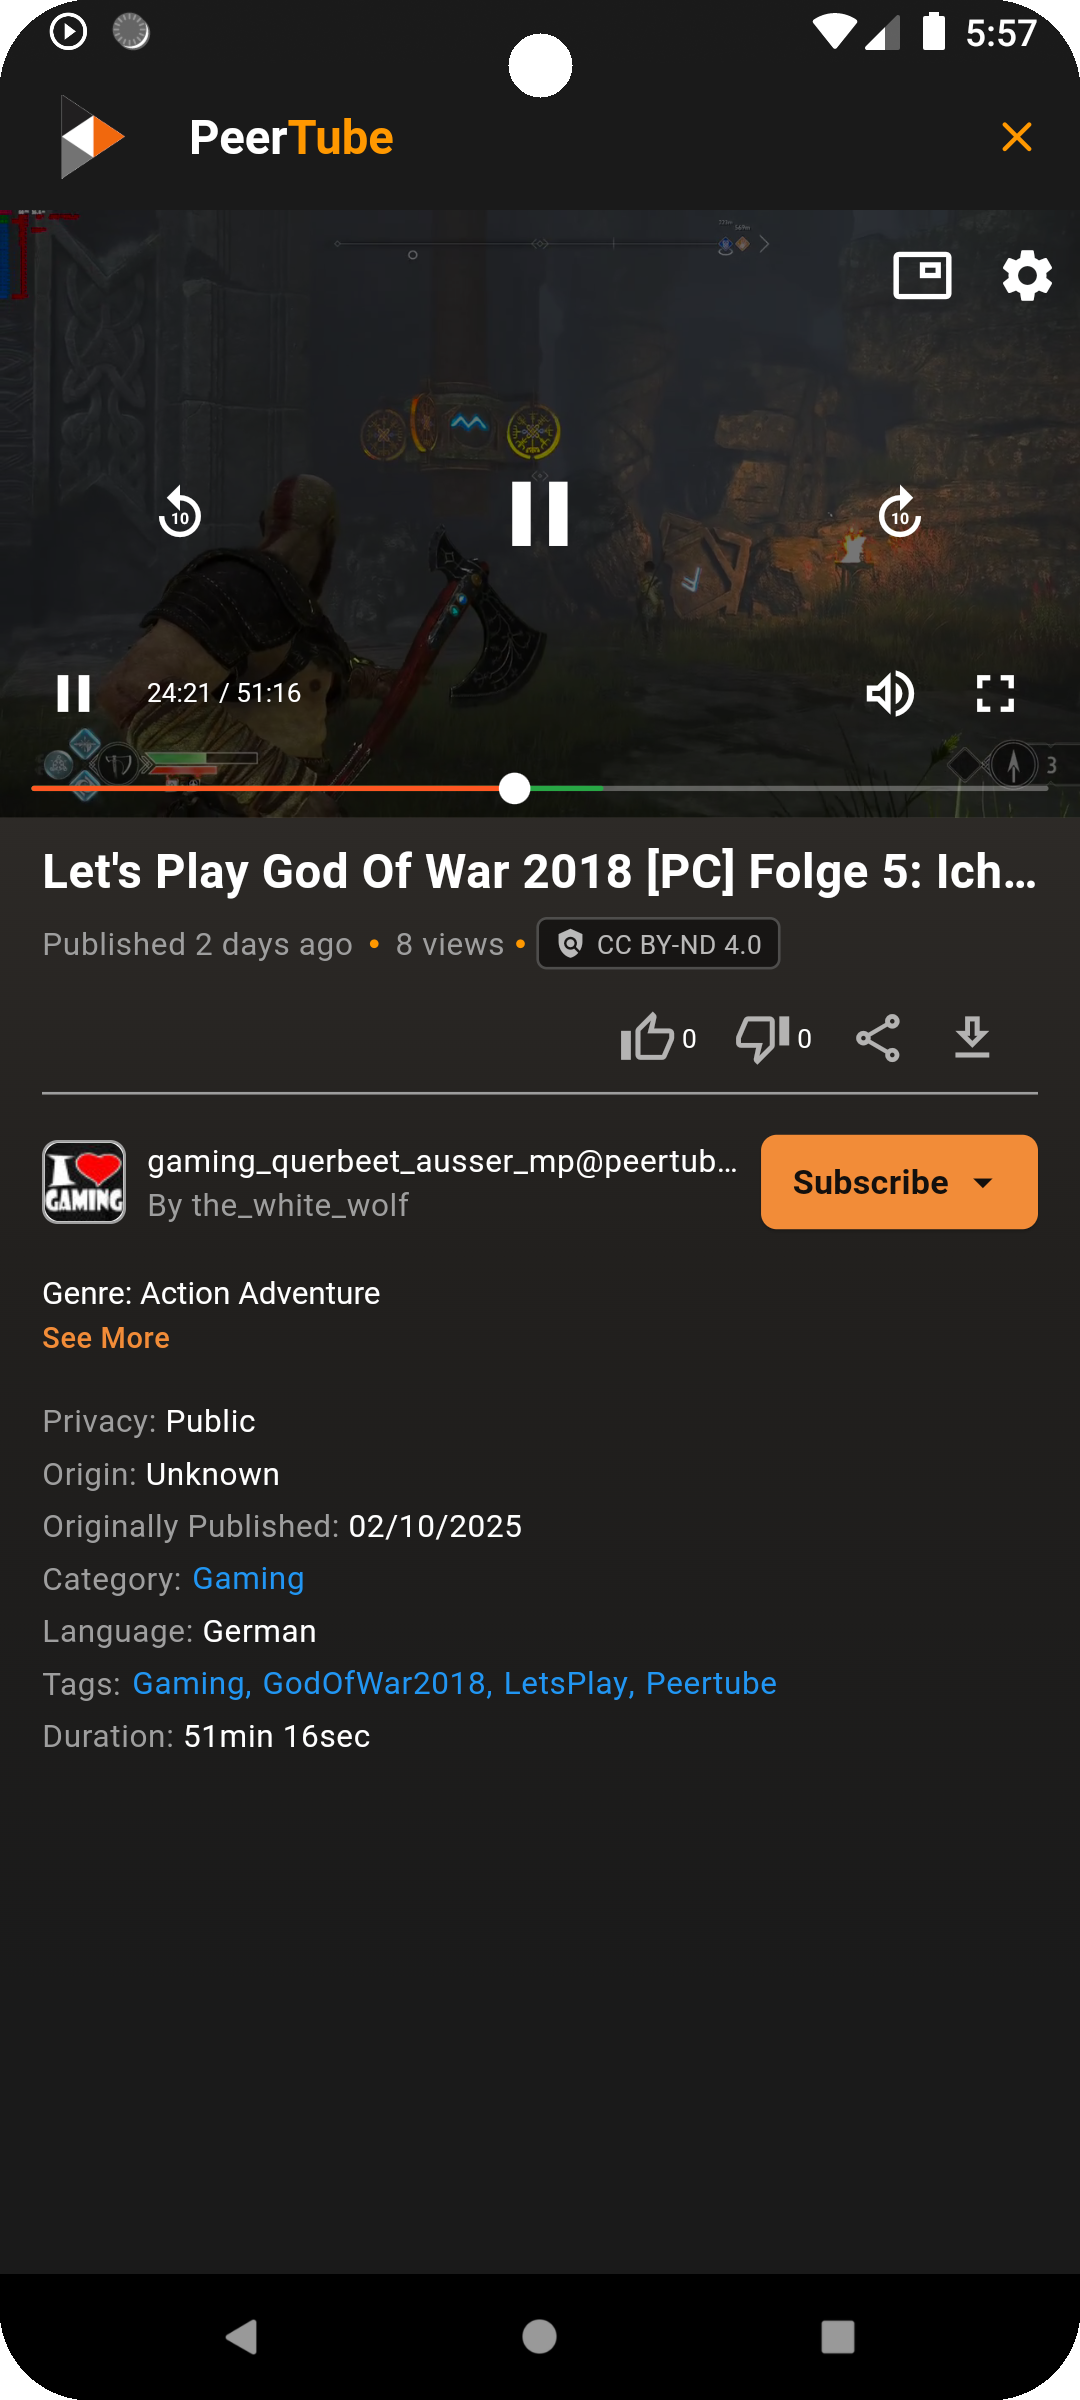 5:57
PeerTube
10
10
24:21 / 51:16
3
Let's Play God Of War 2018 [PC] Folge 5: Ich…
Published 2 days ago • 8 views • CC BY-ND 4.0
0 0
I
GAMING
gaming_querbeet_ausser_mp@peertub…
By the_white_wolf
Subscribe
Genre: Action Adventure
See More
Privacy: Public
Origin: Unknown
Originally Published: 02/10/2025
Category: Gaming
Language: German
Tags: Gaming, GodOfWar2018, LetsPlay, Peertube
Duration: 51min 16sec